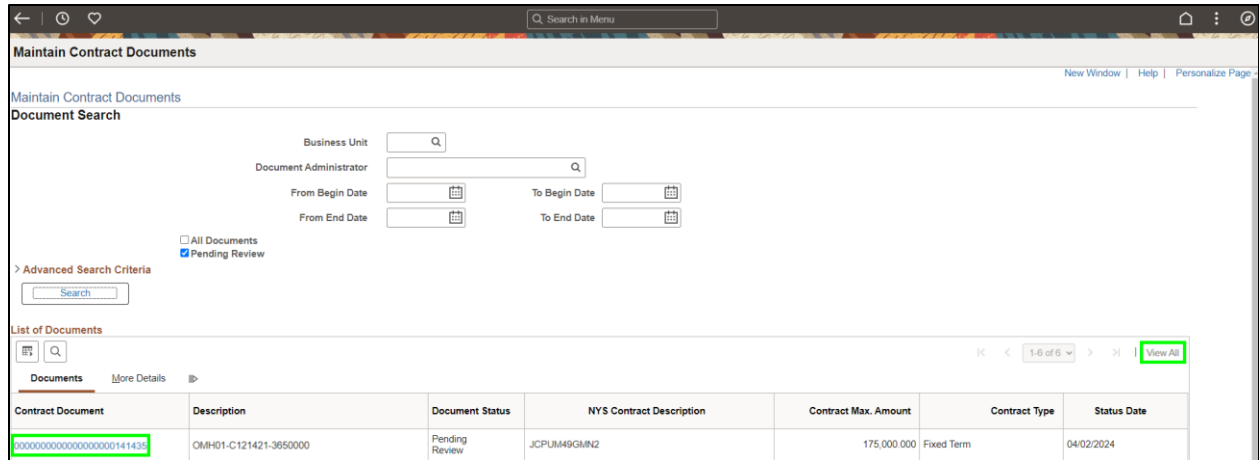 Search in Menu
Maintain Contract Documents
New Window | Help | Personalize Page
Maintain Contract Documents
Document Search
Business Unit
Document Administrator
From Begin Date To Begin Date
From End Date To End Date
All Documents
Pending Review
Advanced Search Criteria
Search
List of Documents
1-6 of 6 View All
Documents More Details
Contract Document Description Document Status NYS Contract Description Contract Max. Amount Contract Type Status Date
OMH01-C121421-3650000 Pending Review JCPUM49GMN2 175,000.000 Fixed Term 04/02/2024